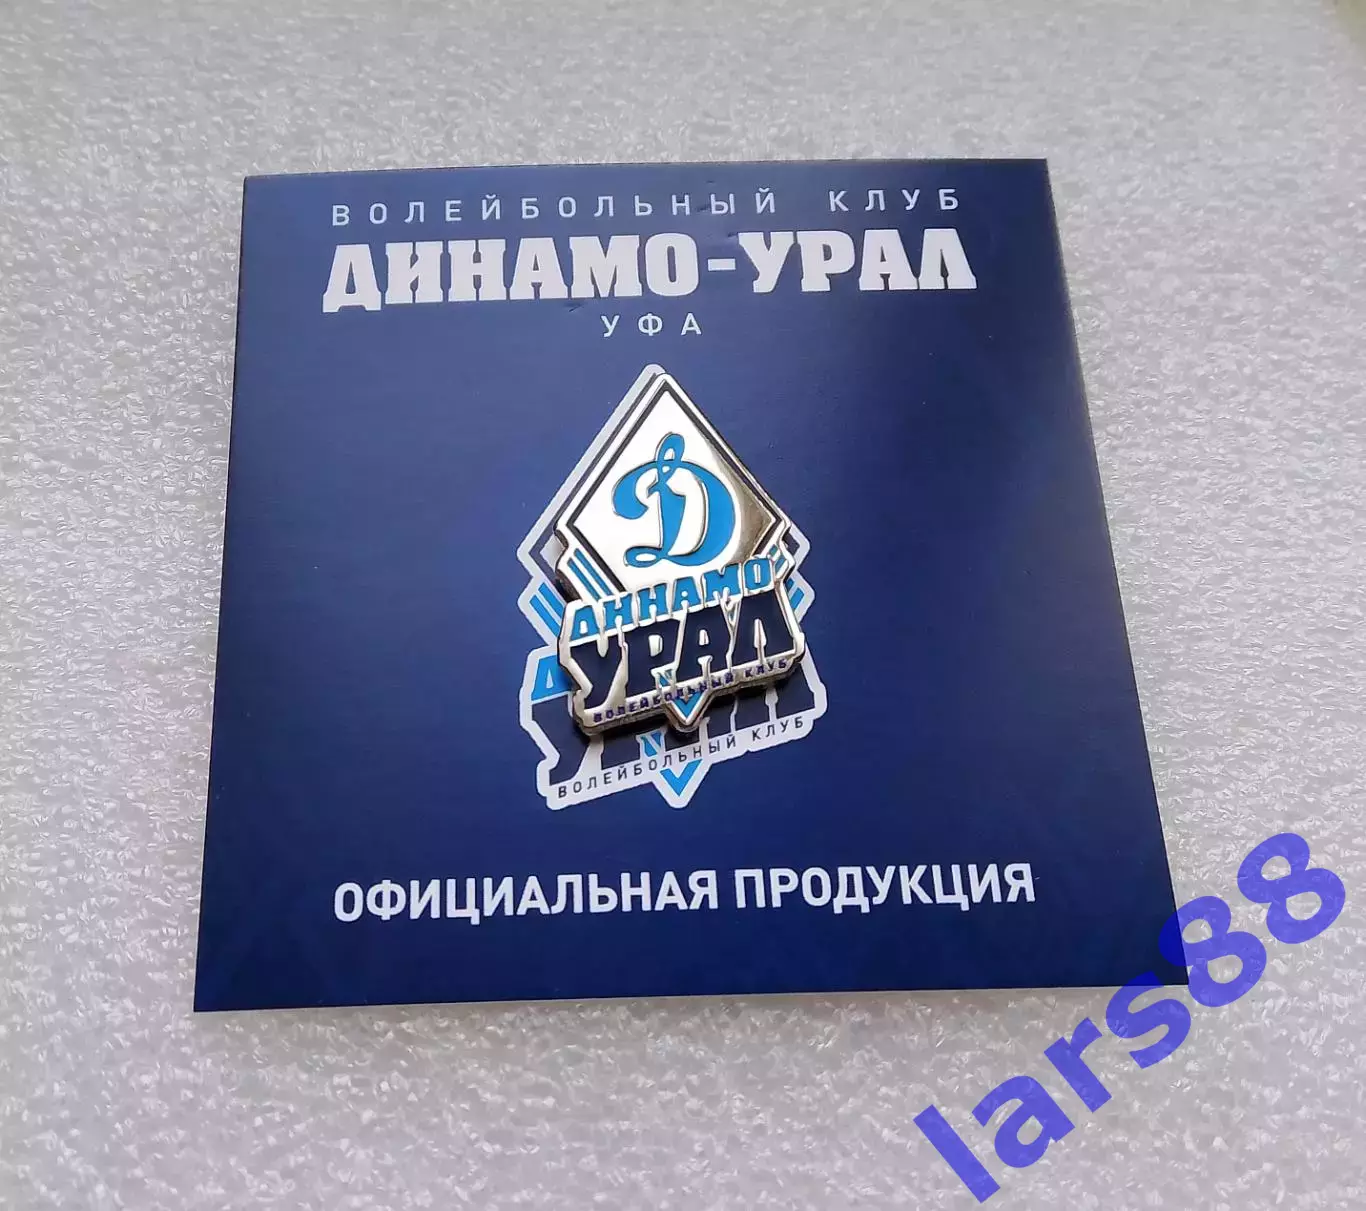 ВОЛЕЙБОЛЬНЫЙ КЛУБ
ДИНАМО-УРАЛ
УФА
Д
ДИНАМО
УРАЛ
ВОЛЕЙБОЛЬНЫЙ КЛУБ
ВОЛЕЙБОЛЬНЫЙ КЛУБ
ОФИЦИАЛЬНАЯ ПРОДУКЦИЯ
lars88